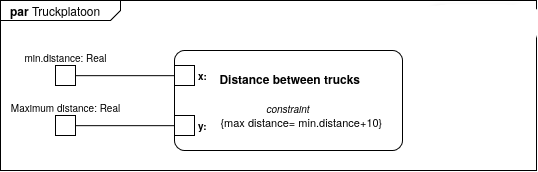 par Truckplatoon
min.distance: Real
x:
Distance between trucks
Maximum distance: Real
constraint
y:
{max distance= min.distance+10}